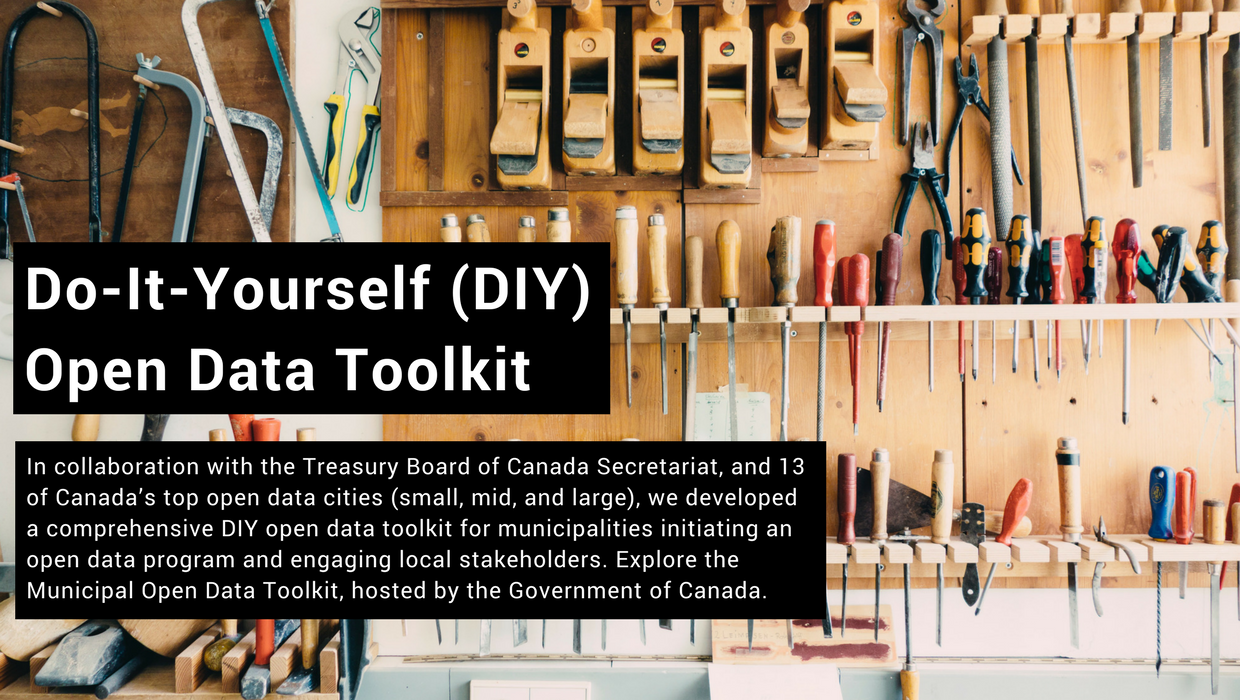 Do-It-Yourself (DIY)
Open Data Toolkit
In collaboration with the Treasury Board of Canada Secretariat, and 13
of Canada's top open data cities (small, mid, and large), we developed
a comprehensive DIY open data toolkit for municipalities initiating an
open data program and engaging local stakeholders. Explore the
Municipal Open Data Toolkit, hosted by the Government of Canada.